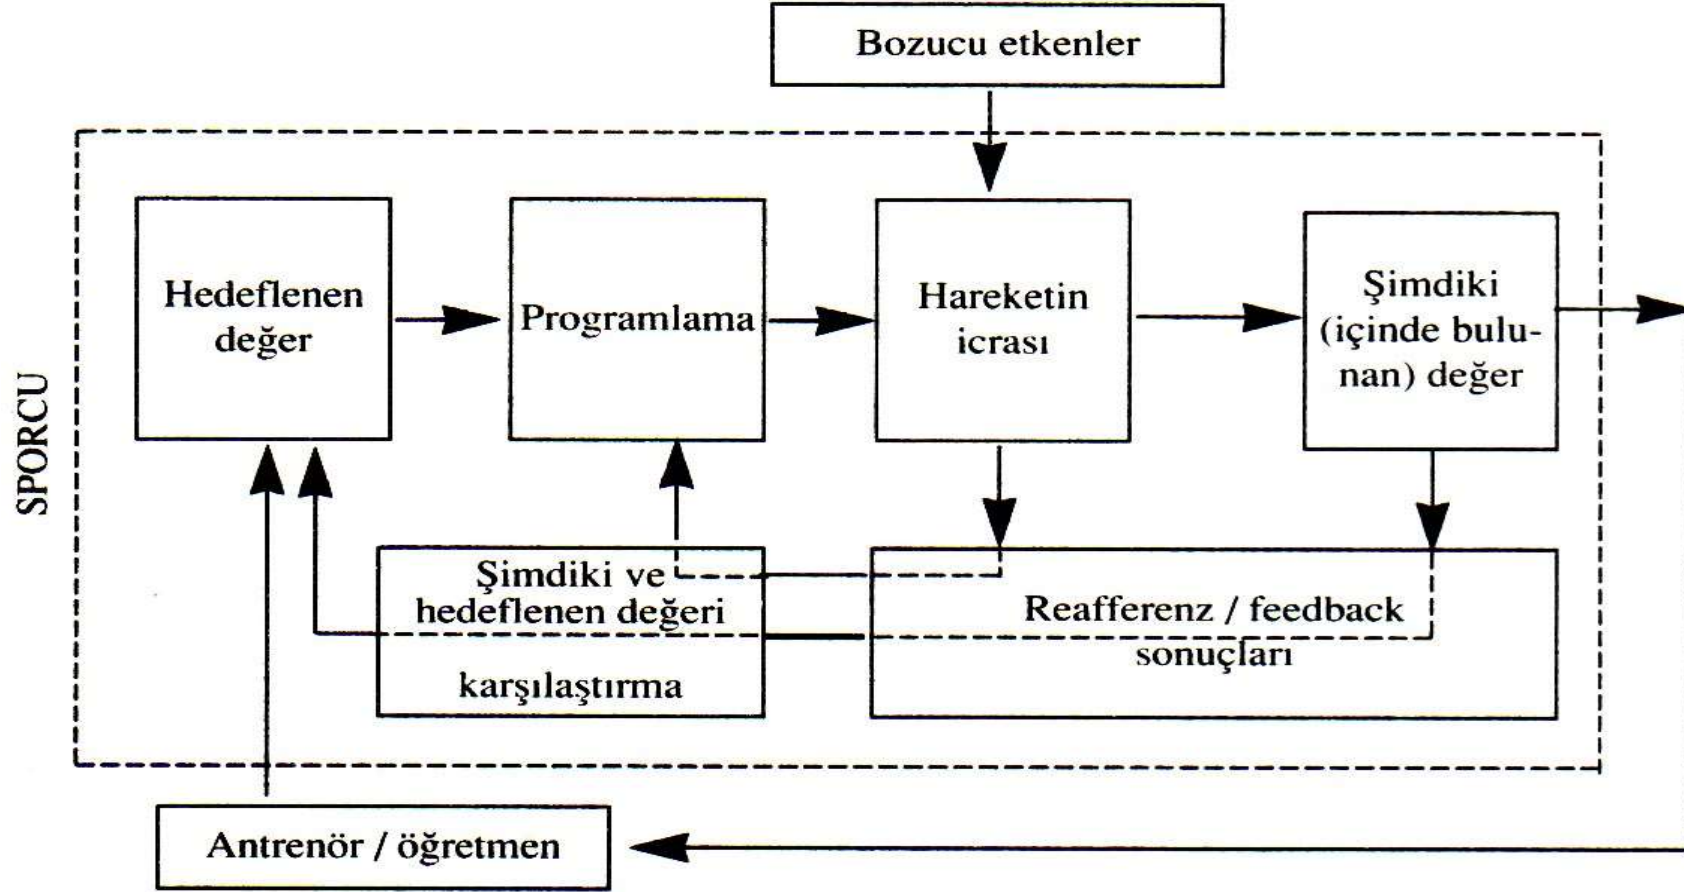 Bozucu etkenler
SPORCU
Hedeflenen
değer
Programlama
Hareketin
icrası
Şimdiki
(içinde bulu-
nan) değer
Şimdiki ve
hedeflenen değeri
karşılaştırma
Reafferenz / feedback
sonuçları
Antrenör / öğretmen